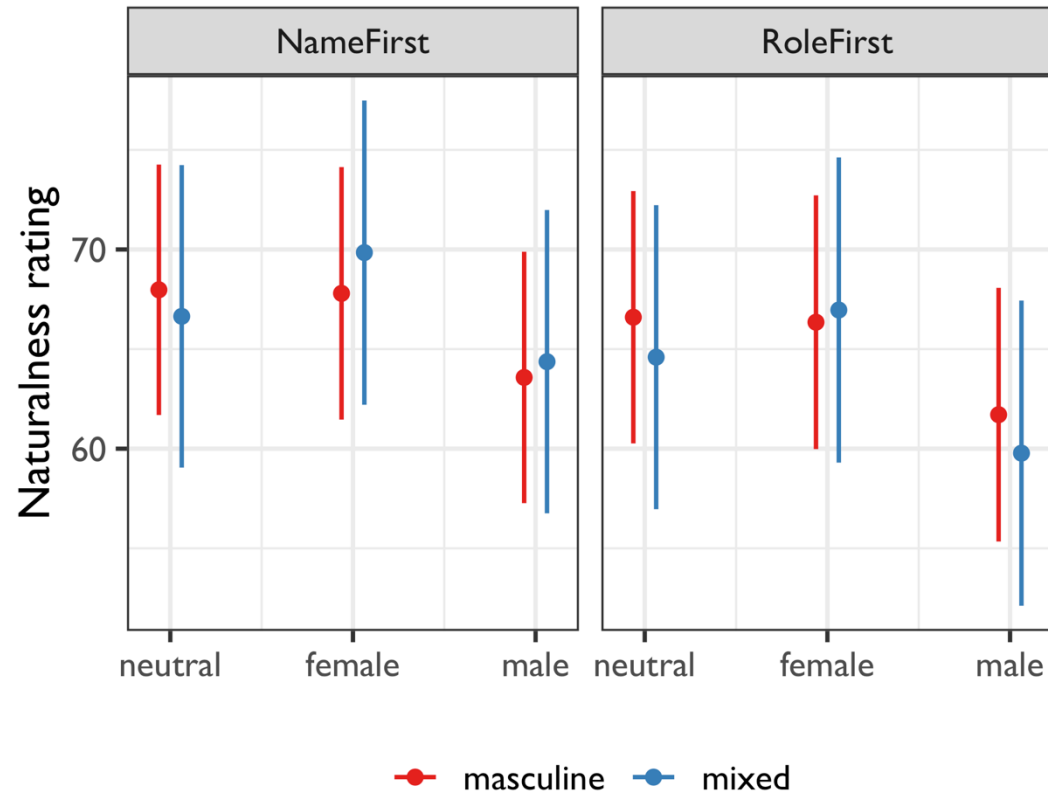 NameFirst RoleFirst
Naturalness rating
70
60
neutral female male neutral female male
masculine mixed